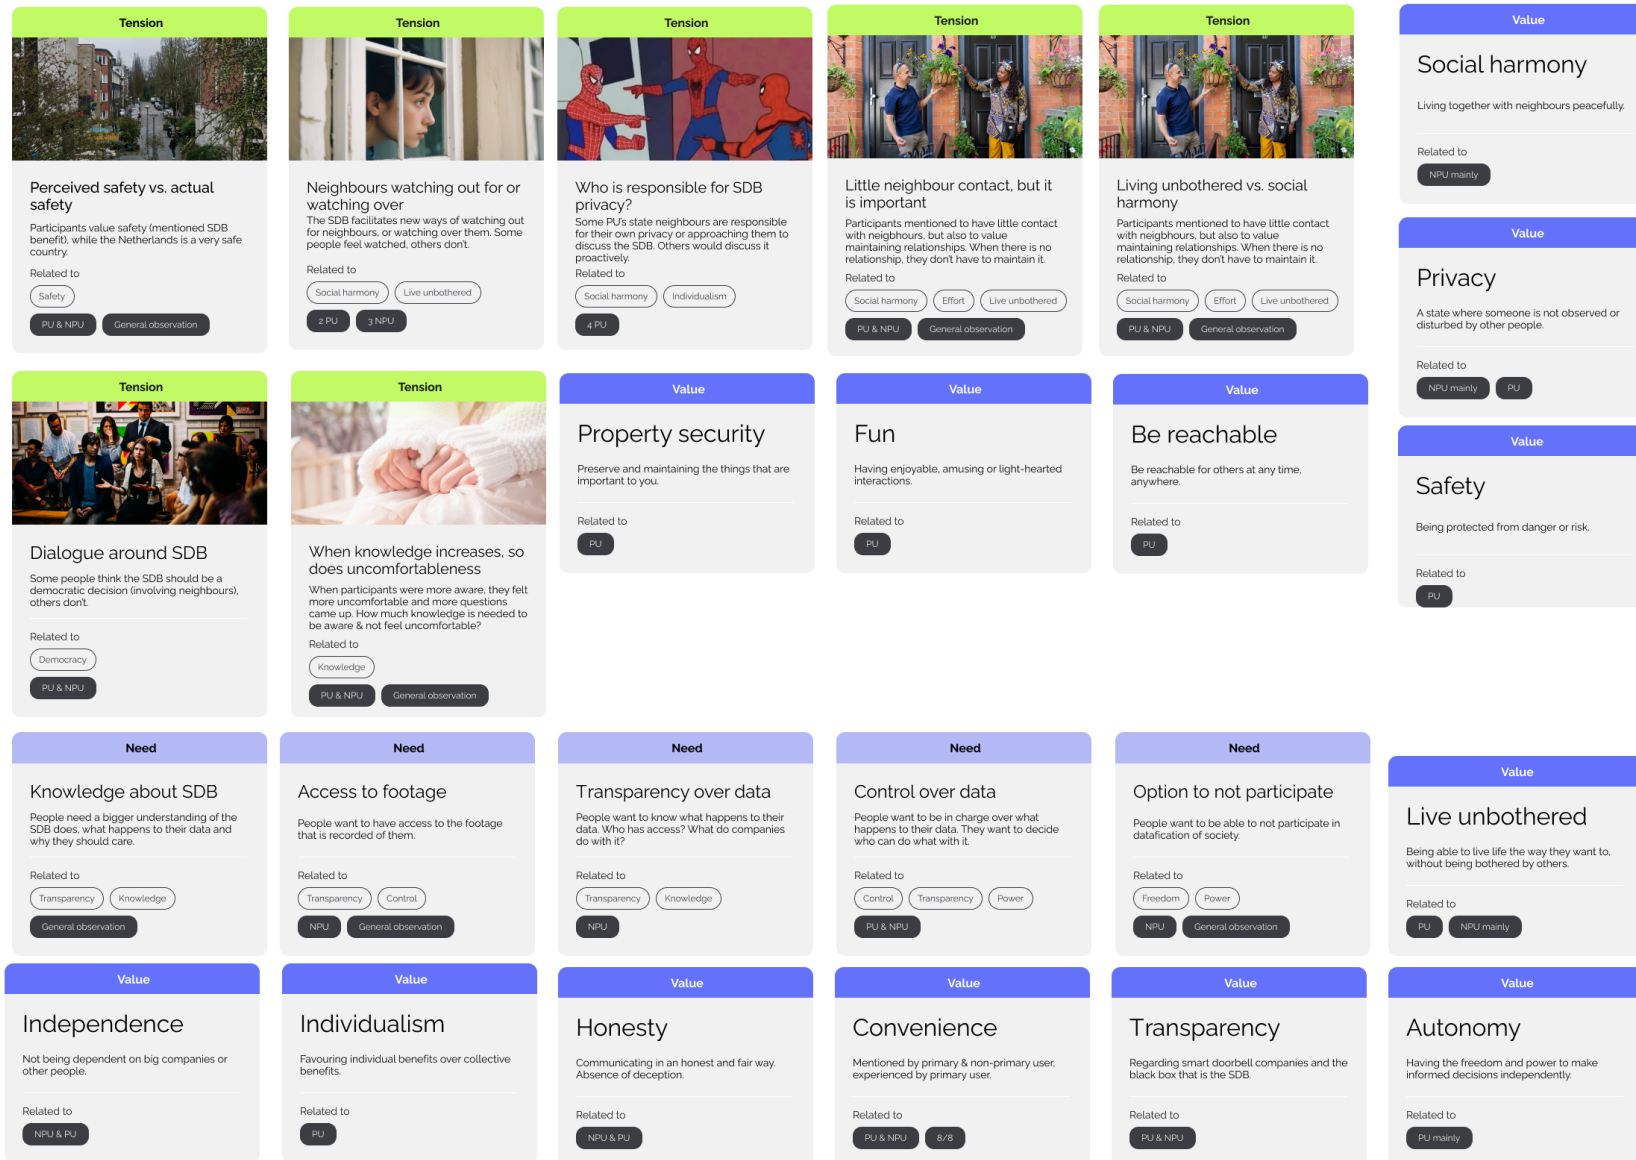 Tension
Perceived safety vs. actual
safety
Participants value safety (mentioned SDB
benefit), while the Netherlands is a very safe
country.
Related to
Safety
PU & NPU
General observation
Tension
Neighbours watching out for or
watching over
The SDB facilitates new ways of watching out
for neighbours, or watching over them. Some
people feel watched, others don't.
Related to
Social harmony
Live unbothered
2 PU
3 NPU
Tension
Who is responsible for SDB
privacy?
Some PU's state neighbours are responsible
for their own privacy or approaching them to
discuss the SDB. Others would discuss it
proactively.
Related to
Social harmony
Individualism
4 PU
Tension
Little neighbour contact, but it
is important
Participants mentioned to have little contact
with neigbhours, but also to value
maintaining relationships. When there is no
relationship, they don't have to maintain it.
Related to
Social harmony
Effort
Live unbothered
PU & NPU
General observation
Tension
Living unbothered vs. social
harmony
Participants mentioned to have little contact
with neigbhours, but also to value
maintaining relationships. When there is no
relationship, they don't have to maintain it.
Related to
Social harmony
Effort
Live unbothered
PU & NPU
General observation
Value
Social harmony
Living together with neighbours peacefully.
Related to
NPU mainly
Value
Privacy
A state where someone is not observed or
disturbed by other people.
Related to
NPU mainly
PU
Value
Safety
Being protected from danger or risk.
Related to
PU
Tension
Dialogue around SDB
Some people think the SDB should be a
democratic decision (involving neighbours),
others don't.
Related to
Democracy
PU & NPU
Tension
When knowledge increases, so
does uncomfortableness
When participants were more aware, they felt
more uncomfortable and more questions
came up. How much knowledge is needed to
be aware & not feel uncomfortable?
Related to
Knowledge
PU & NPU
General observation
Value
Property security
Preserve and maintaining the things that are
important to you.
Related to
PU
Value
Fun
Having enjoyable, amusing or light-hearted
interactions.
Related to
PU
Value
Be reachable
Be reachable for others at any time,
anywhere.
Related to
PU
Need
Knowledge about SDB
People need a bigger understanding of the
SDB does, what happens to their data and
why they should care.
Related to
Transparency
Knowledge
General observation
Need
Access to footage
People want to have access to the footage
that is recorded of them.
Related to
Transparency
Control
NPU
General observation
Need
Transparency over data
People want to know what happens to their
data. Who has access? What do companies
do with it?
Related to
Transparency
Knowledge
NPU
Need
Control over data
People want to be in charge over what
happens to their data. They want to decide
who can do what with it.
Related to
Control
Transparency
Power
PU & NPU
Need
Option to not participate
People want to be able to not participate in
datafication of society.
Related to
Freedom
Power
NPU
General observation
Value
Live unbothered
Being able to live life the way they want to,
without being bothered by others.
Related to
PU
NPU mainly
Value
Independence
Not being dependent on big companies or
other people.
Related to
NPU & PU
Value
Individualism
Favouring individual benefits over collective
benefits.
Related to
PU
Value
Honesty
Communicating in an honest and fair way.
Absence of deception.
Related to
NPU & PU
Value
Convenience
Mentioned by primary & non-primary user,
experienced by primary user.
Related to
PU & NPU
8/8
Value
Transparency
Regarding smart doorbell companies and the
black box that is the SDB.
Related to
PU & NPU
Value
Autonomy
Having the freedom and power to make
informed decisions independently.
Related to
PU mainly